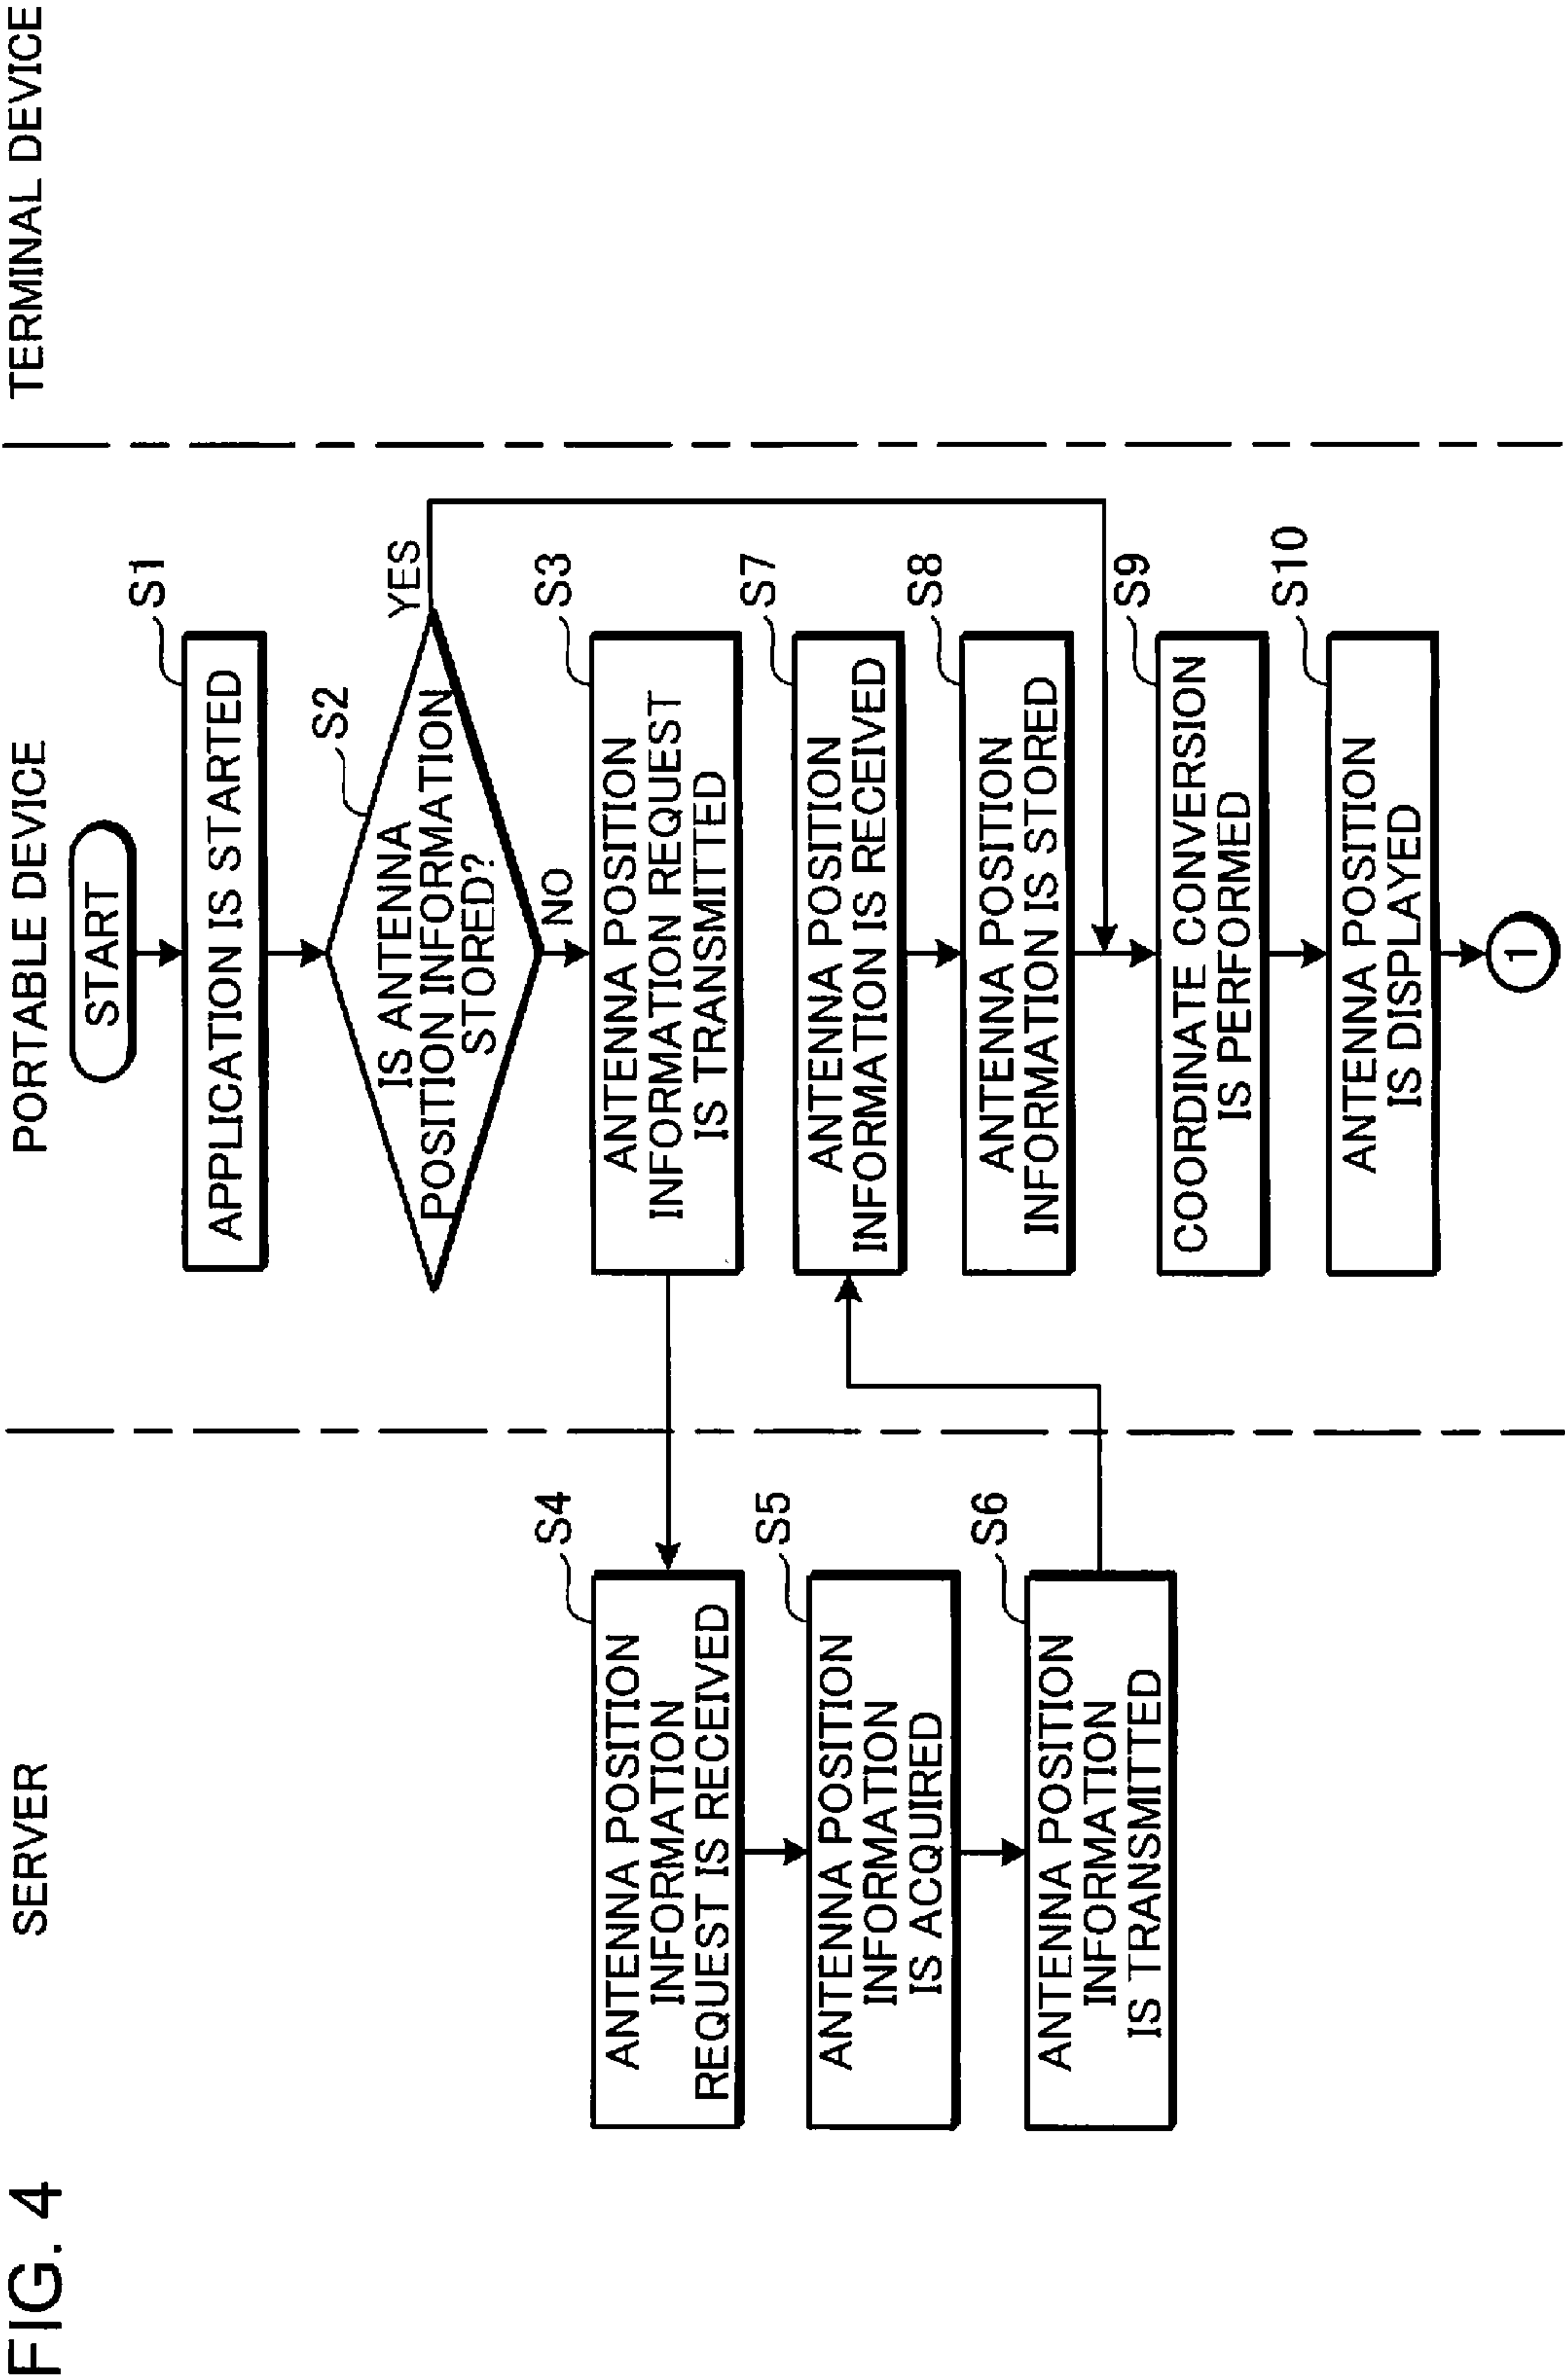 FIG. 4
SERVER
PORTABLE DEVICE
TERMINAL DEVICE
START
S1
APPLICATION IS STARTED
S2
IS ANTENNA
POSITION INFORMATION
STORED?
YES
NO
S3
ANTENNA POSITION
INFORMATION REQUEST
IS TRANSMITTED
S4
ANTENNA POSITION
INFORMATION
REQUEST IS RECEIVED
S5
ANTENNA POSITION
INFORMATION
IS ACQUIRED
S6
ANTENNA POSITION
INFORMATION
IS TRANSMITTED
S7
ANTENNA POSITION
INFORMATION IS RECEIVED
S8
ANTENNA POSITION
INFORMATION IS STORED
S9
COORDINATE CONVERSION
IS PERFORMED
S10
ANTENNA POSITION
IS DISPLAYED
1